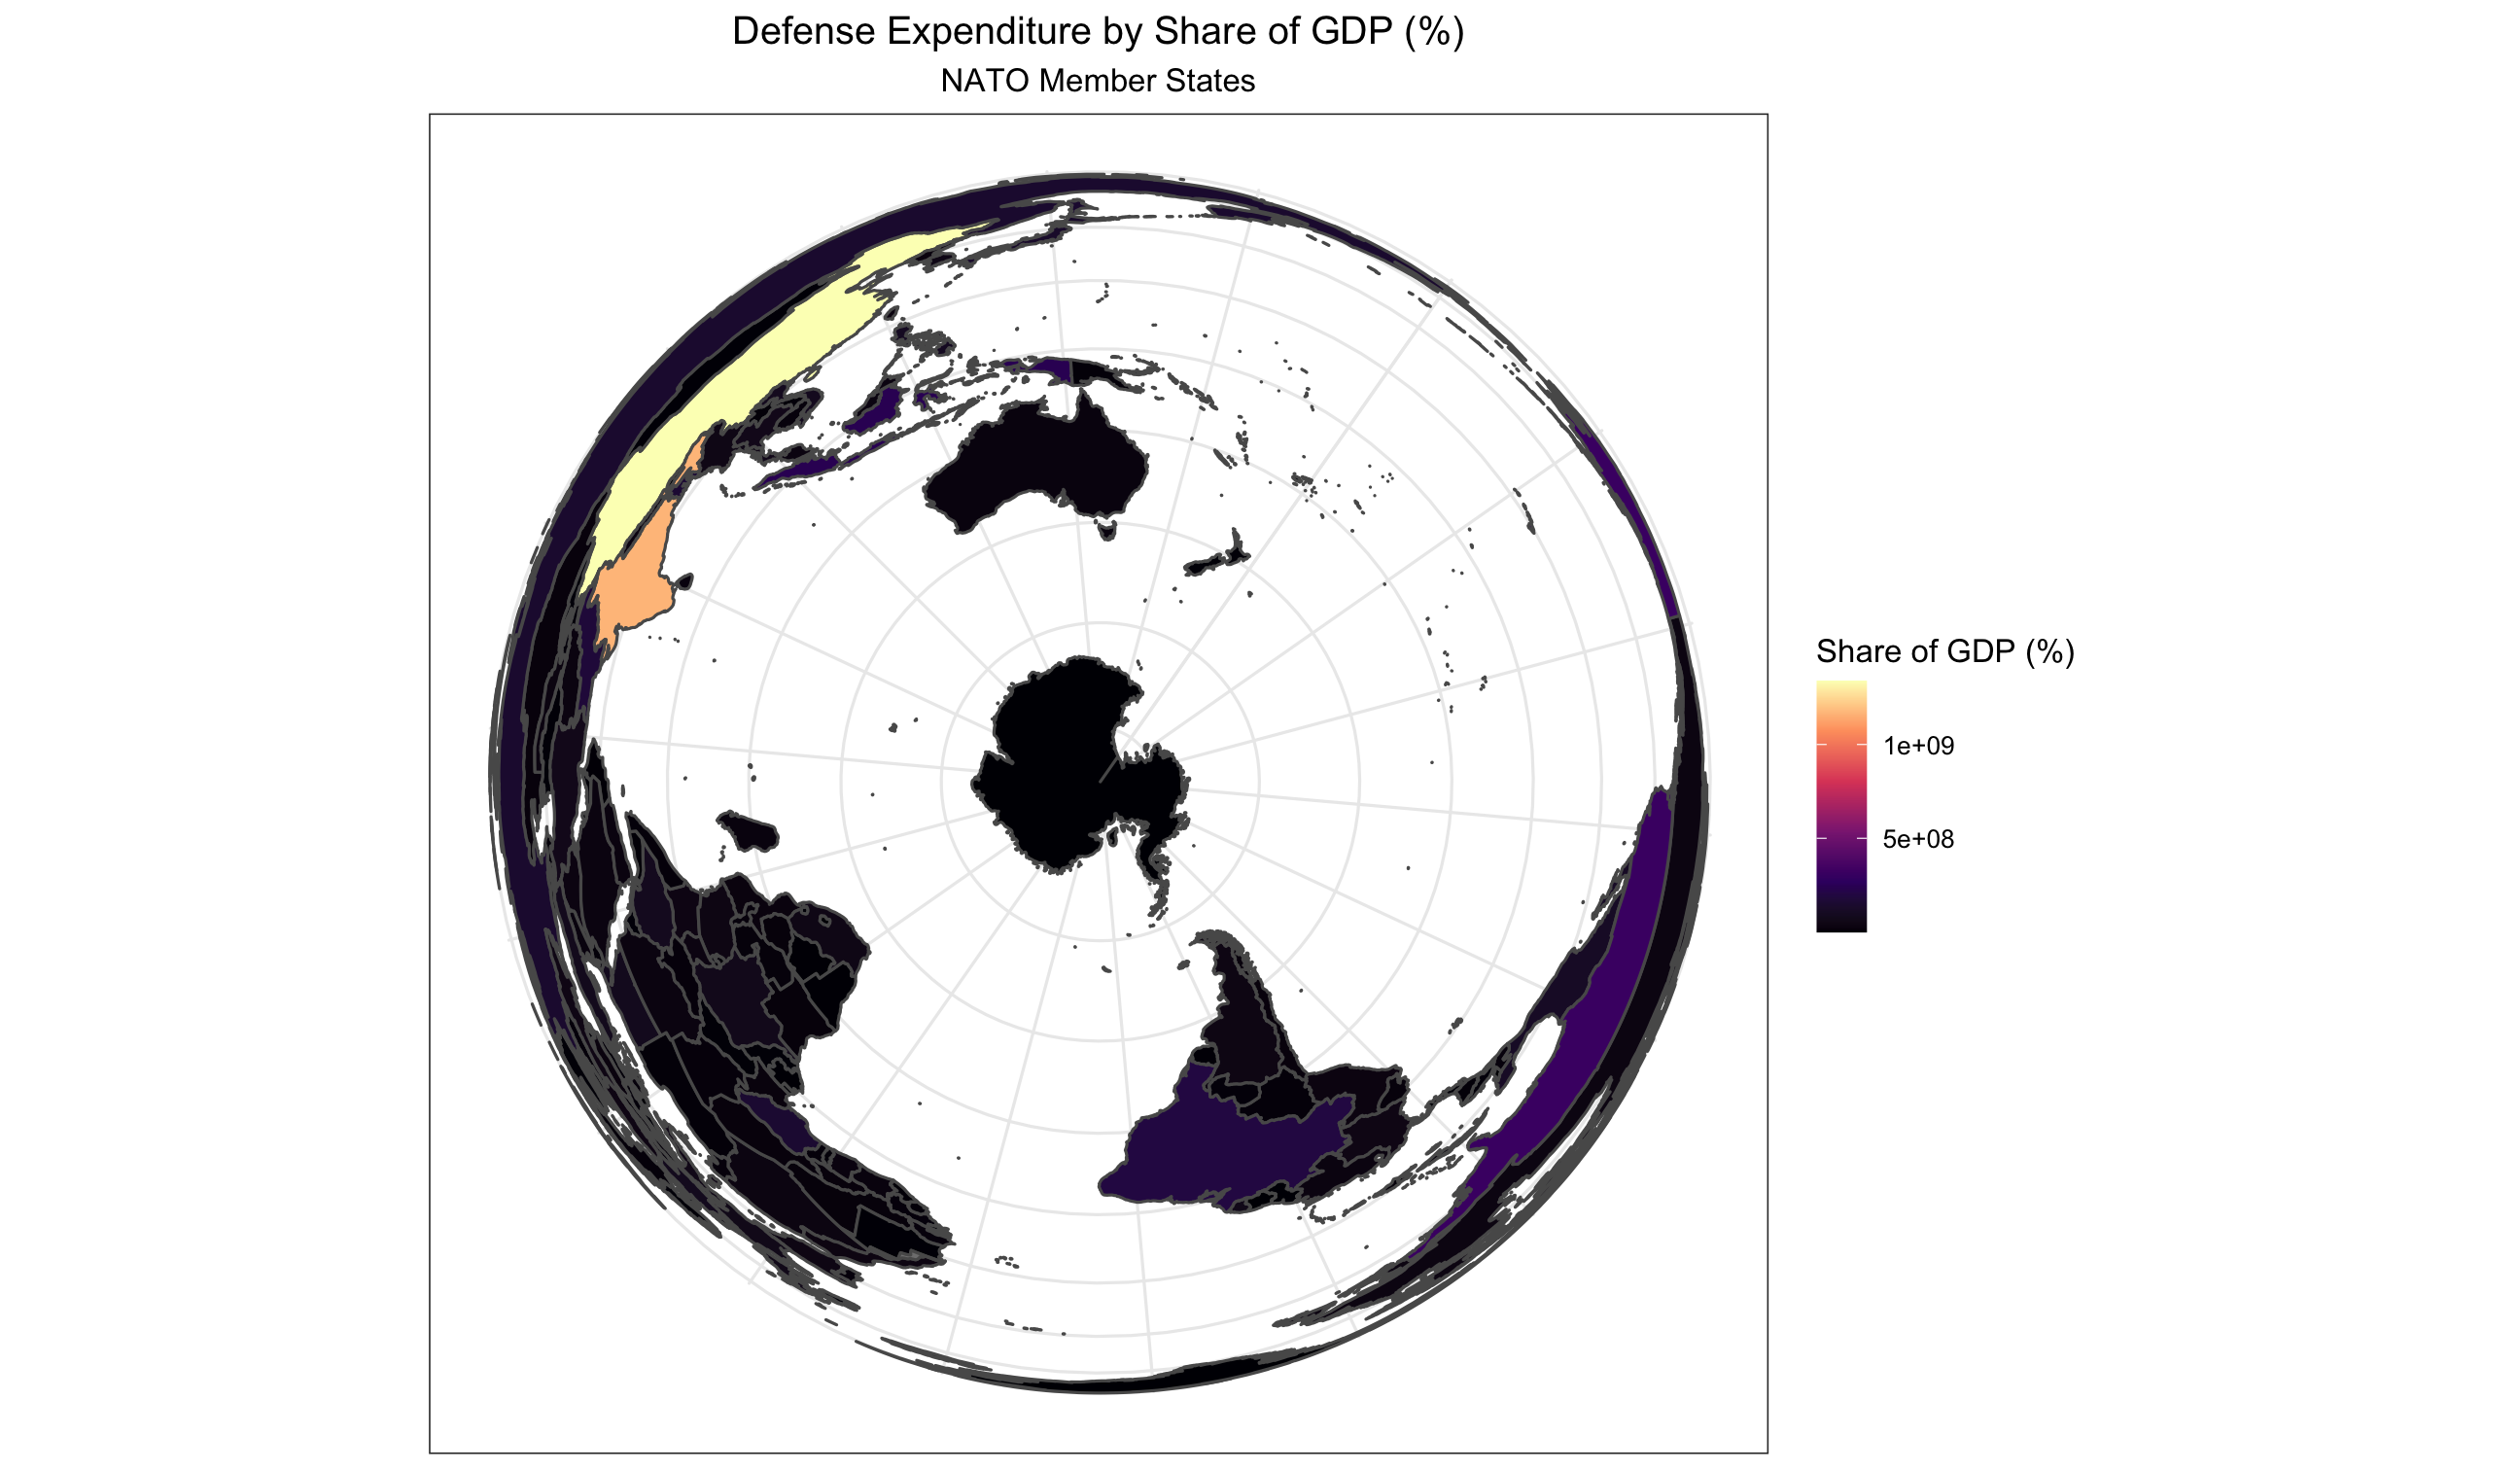 Defense Expenditure by Share of GDP (%)
NATO Member States
Share of GDP (%)
1e+09
5e+08